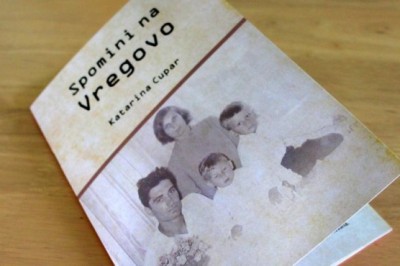 Spomini na
Vregovo
Katarina Cupar